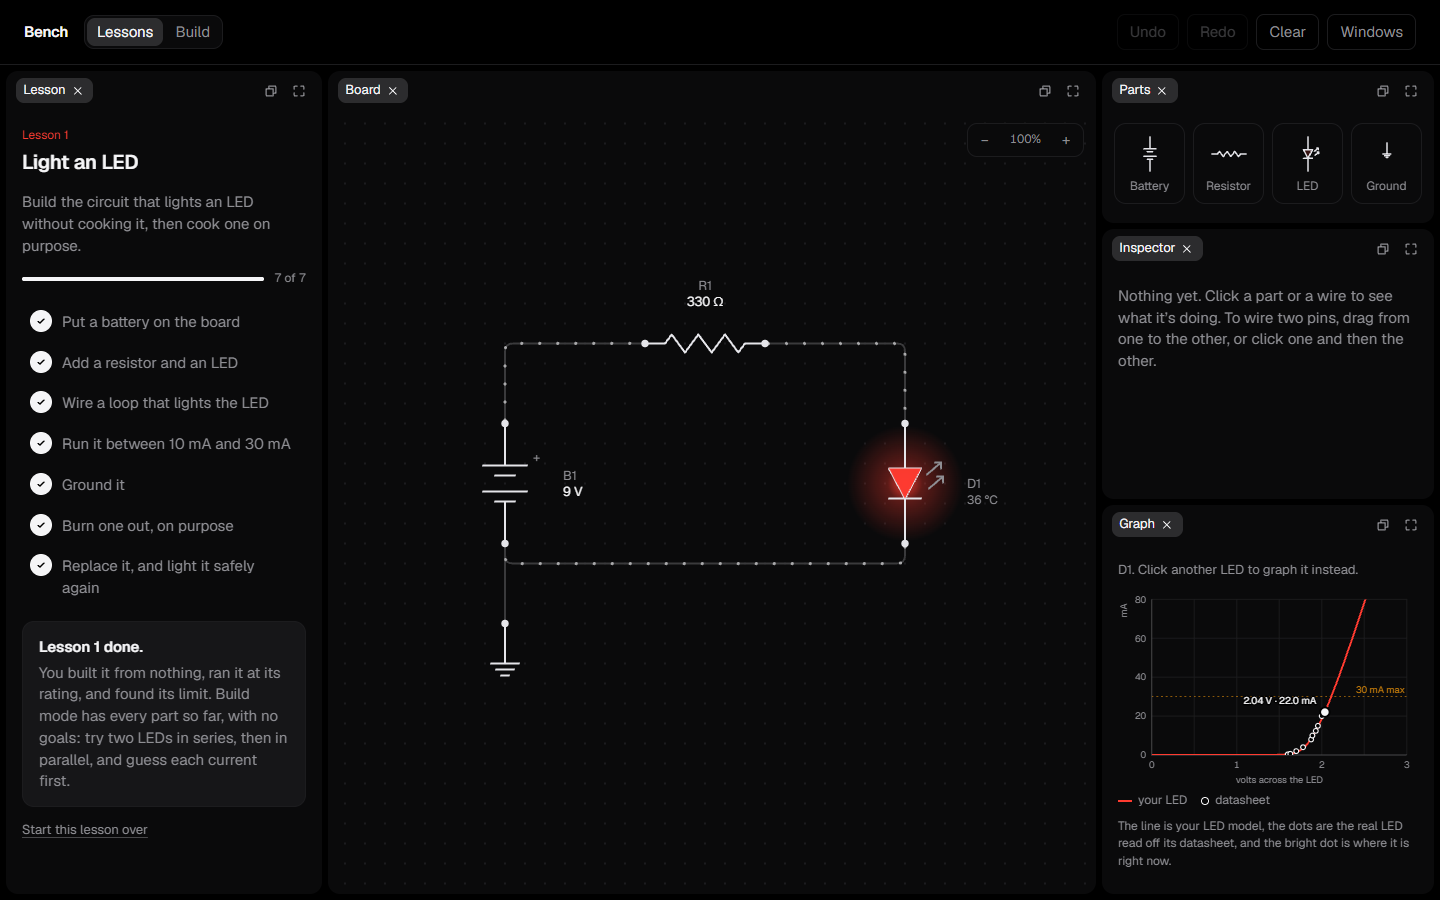 Bench
Lessons
Build
Undo
Redo
Clear
Windows
Lesson
Lesson 1
Light an LED
Build the circuit that lights an LED
without cooking it, then cook one on
purpose.
7 of 7
Put a battery on the board
Add a resistor and an LED
Wire a loop that lights the LED
Run it between 10 mA and 30 mA
Ground it
Burn one out, on purpose
Replace it, and light it safely
again
Lesson 1 done.
You built it from nothing, ran it at its
rating, and found its limit. Build
mode has every part so far, with no
goals: try two LEDs in series, then in
parallel, and guess each current
first.
Start this lesson over
Board
− 100% +
R1
330 Ω
+
B1
9 V
D1
36 °C
Parts
Battery
Resistor
LED
Ground
Inspector
Nothing yet. Click a part or a wire to see
what it's doing. To wire two pins, drag from
one to the other, or click one and then the
other.
Graph
D1. Click another LED to graph it instead.
mA
80
60
40
20
0
30 mA max
2.04 V · 22.0 mA
0
1
2
3
volts across the LED
your LED
datasheet
The line is your LED model, the dots are the real LED
read off its datasheet, and the bright dot is where it is
right now.